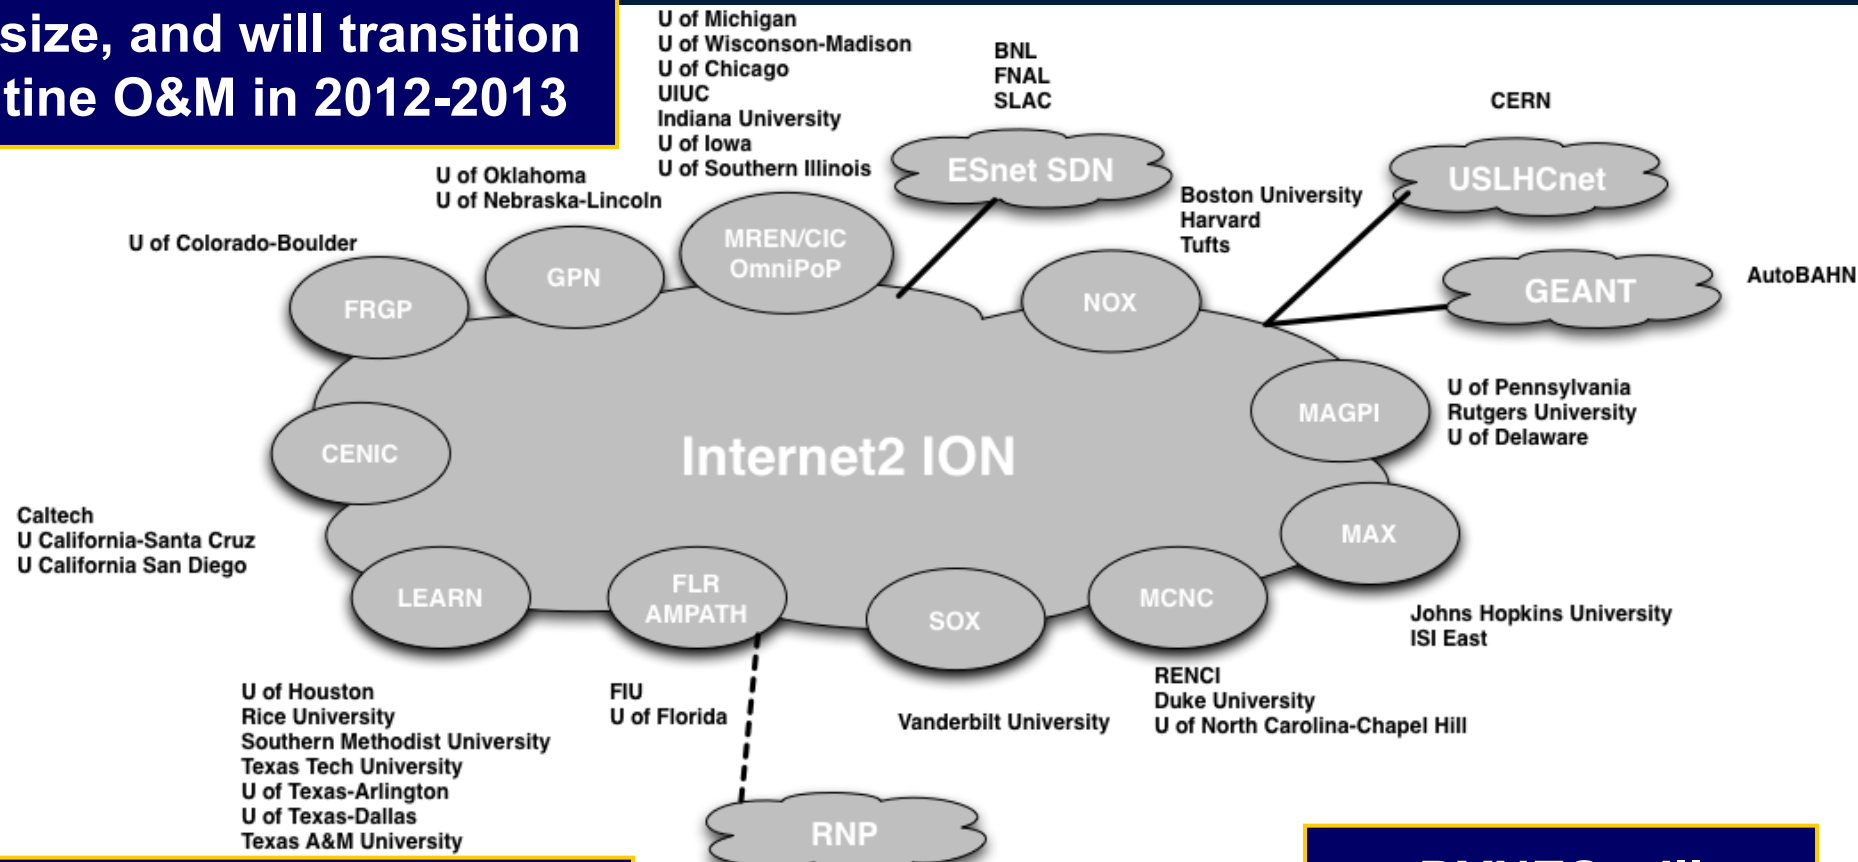 size, and will transition
tine O&M in 2012-2013
U of Michigan
U of Wisconson-Madison
U of Chicago
UIUC
Indiana University
U of Iowa
U of Southern Illinois
BNL
FNAL
SLAC
CERN
ESnet SDN
USLHCnet
U of Oklahoma
U of Nebraska-Lincoln
Boston University
Harvard
Tufts
U of Colorado-Boulder
MREN/CIC
OmniPoP
GPN
FRGP
NOX
GEANT
AutoBAHN
MAGPI
U of Pennsylvania
Rutgers University
U of Delaware
CENIC
Internet2 ION
Caltech
U California-Santa Cruz
U California San Diego
MAX
LEARN
FLR
AMPATH
SOX
MCNC
Johns Hopkins University
ISI East
U of Houston
Rice University
Southern Methodist University
Texas Tech University
U of Texas-Arlington
U of Texas-Dallas
Texas A&M University
FIU
U of Florida
Vanderbilt University
RENCI
Duke University
U of North Carolina-Chapel Hill
RNP